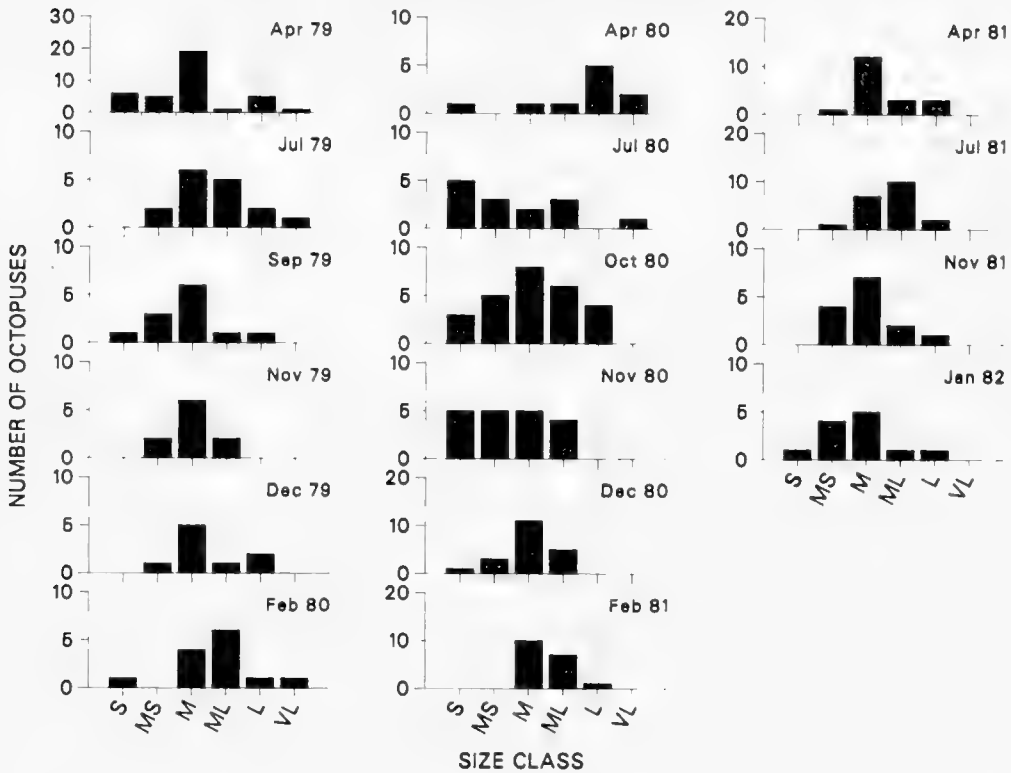 NUMBER OF OCTOPUSES
30
20
10
0
Apr 79
10
5
0
Jul 79
10
5
0
Sep 79
10
5
0
Nov 79
10
5
0
Dec 79
10
5
0
Feb 80
S MS M ML L VL
10
5
0
Apr 80
10
5
0
Jul 80
10
5
0
Oct 80
10
5
0
Nov 80
20
10
0
Dec 80
20
10
0
Feb 81
S MS M ML L VL
20
10
0
Apr 81
20
10
0
Jul 81
10
5
0
Nov 81
10
5
0
Jan 82
S MS M ML L VL
SIZE CLASS